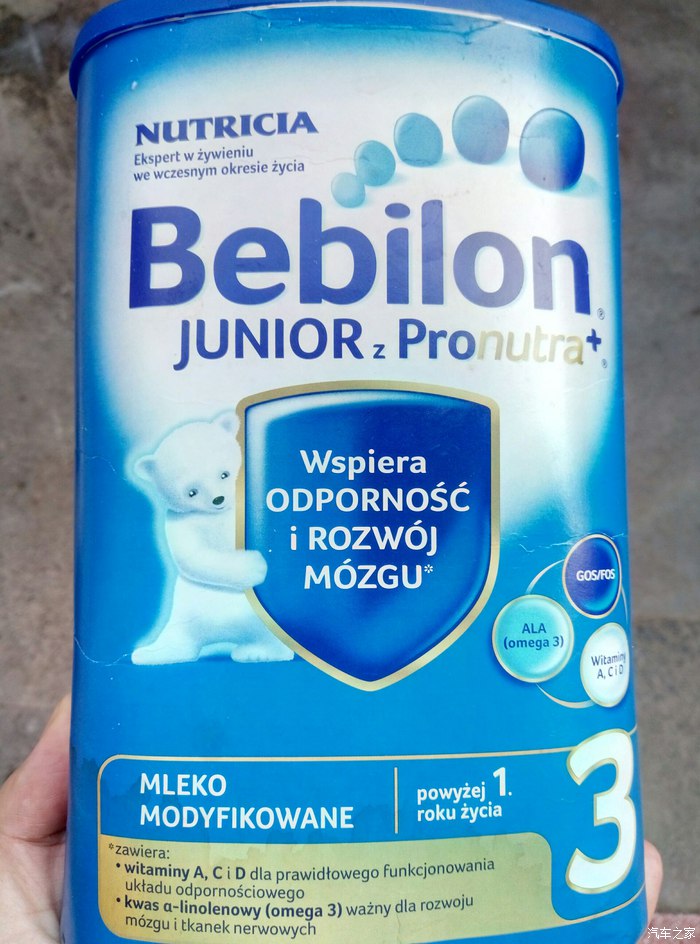 NUTRICIA
Ekspert w żywieniu
we wczesnym okresie życia
Bebilon®
JUNIOR z Pronutra+®
Wspiera
ODPORNOŚĆ
i ROZWÓJ
MÓZGU*
GOS/FOS
ALA
(omega 3)
Witaminy
A, C i D
MLEKO
MODYFIKOWANE
powyżej 1.
roku życia
3
*zawiera:
• witaminy A, C i D dla prawidłowego funkcjonowania
układu odpornościowego
• kwas α-linolenowy (omega 3) ważny dla rozwoju
mózgu i tkanek nerwowych
汽车之家